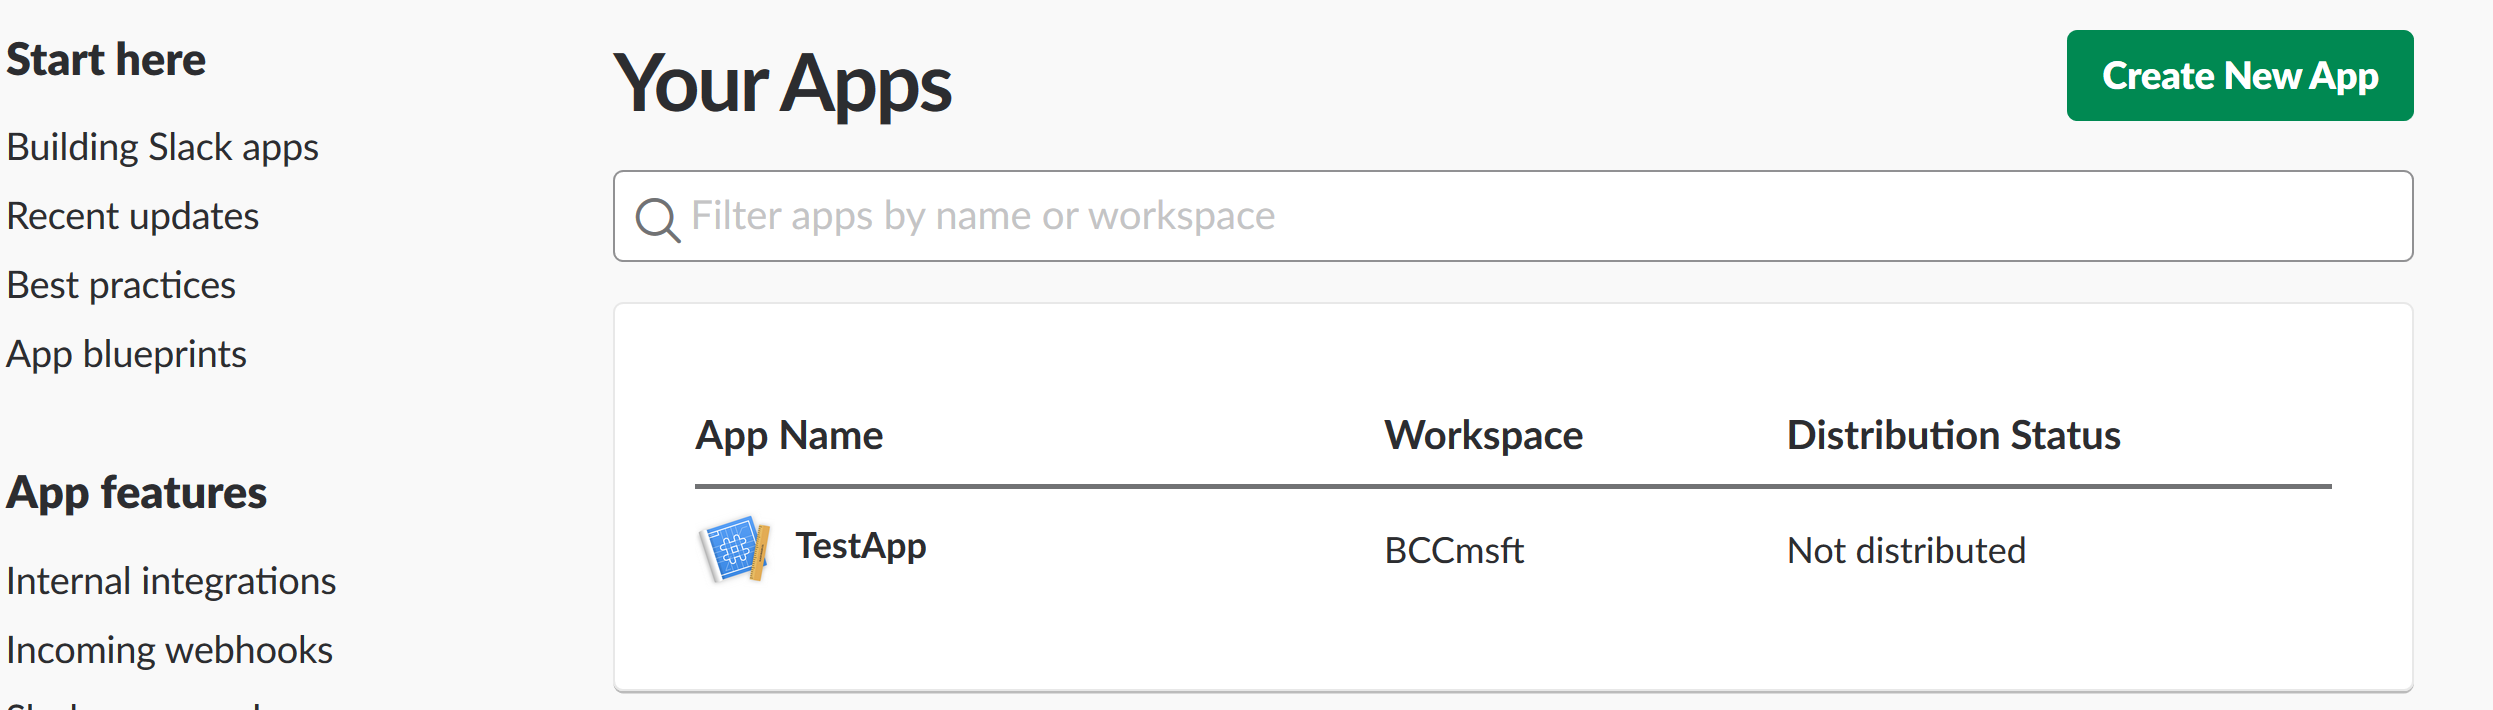 Start here
Building Slack apps
Recent updates
Best practices
App blueprints
App features
Internal integrations
Incoming webhooks
Your Apps
Create New App
Filter apps by name or workspace
App Name Workspace Distribution Status
TestApp BCCmsft Not distributed